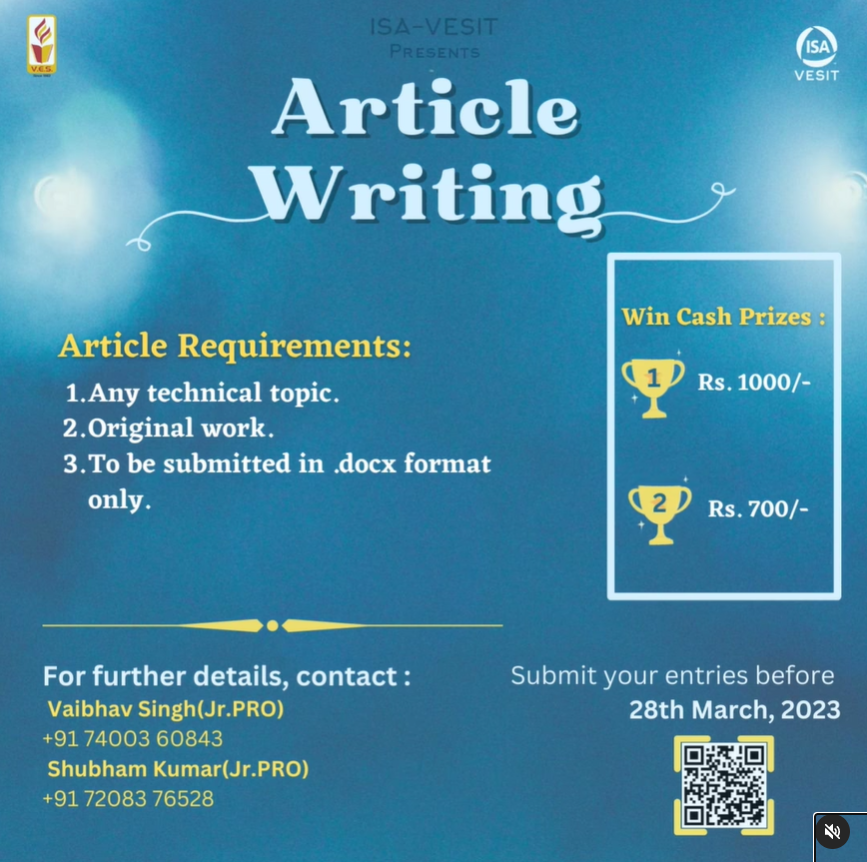 ISA-VESIT
PRESENTS
V.E.S.
ISA
VESIT
Article
Writing
Article Requirements:
1.Any technical topic.
2.Original work.
3.To be submitted in .docx format
only.
Win Cash Prizes :
1 Rs. 1000/-
2 Rs. 700/-
For further details, contact :
Vaibhav Singh(Jr.PRO)
+91 74003 60843
Shubham Kumar(Jr.PRO)
+91 72083 76528
Submit your entries before
28th March, 2023